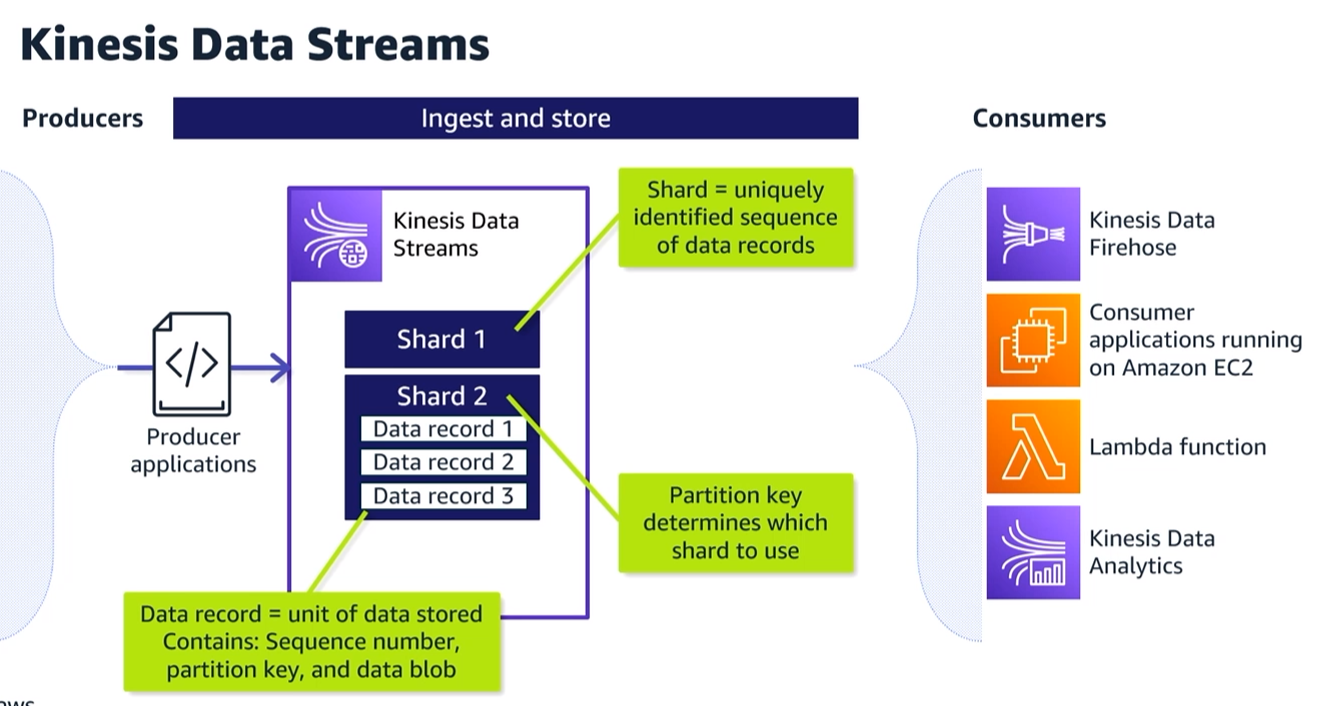 Kinesis Data Streams
Producers
Ingest and store
Consumers
Kinesis Data
Streams
Shard = uniquely
identified sequence
of data records
Shard 1
Shard 2
Data record 1
Data record 2
Data record 3
Producer
applications
Partition key
determines which
shard to use
Data record = unit of data stored
Contains: Sequence number,
partition key, and data blob
Kinesis Data
Firehose
Consumer
applications running
on Amazon EC2
Lambda function
Kinesis Data
Analytics